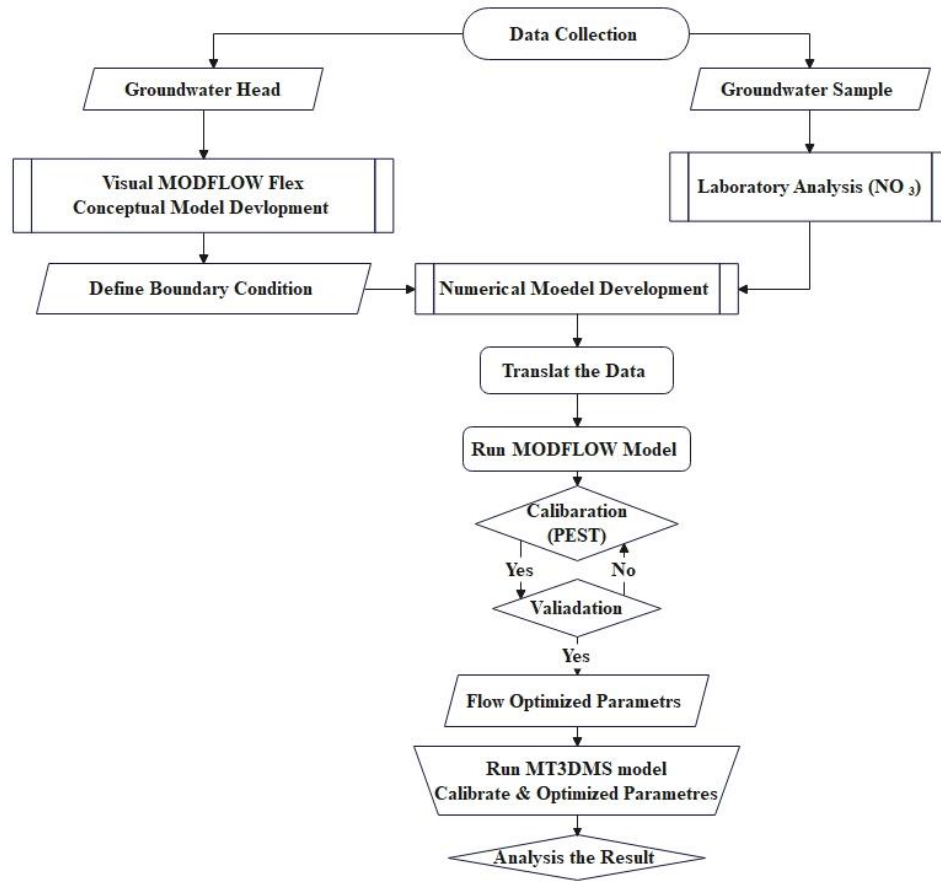 Data Collection
Groundwater Head
Groundwater Sample
Visual MODFLOW Flex
Conceptual Model Devlopment
Laboratory Analysis (NO 3)
Define Boundary Condition
Numerical Moedel Development
Translat the Data
Run MODFLOW Model
Calibaration
(PEST)
Yes
No
Valiadation
Yes
Flow Optimized Parametrs
Run MT3DMS model
Calibrate & Optimized Parametres
Analysis the Result